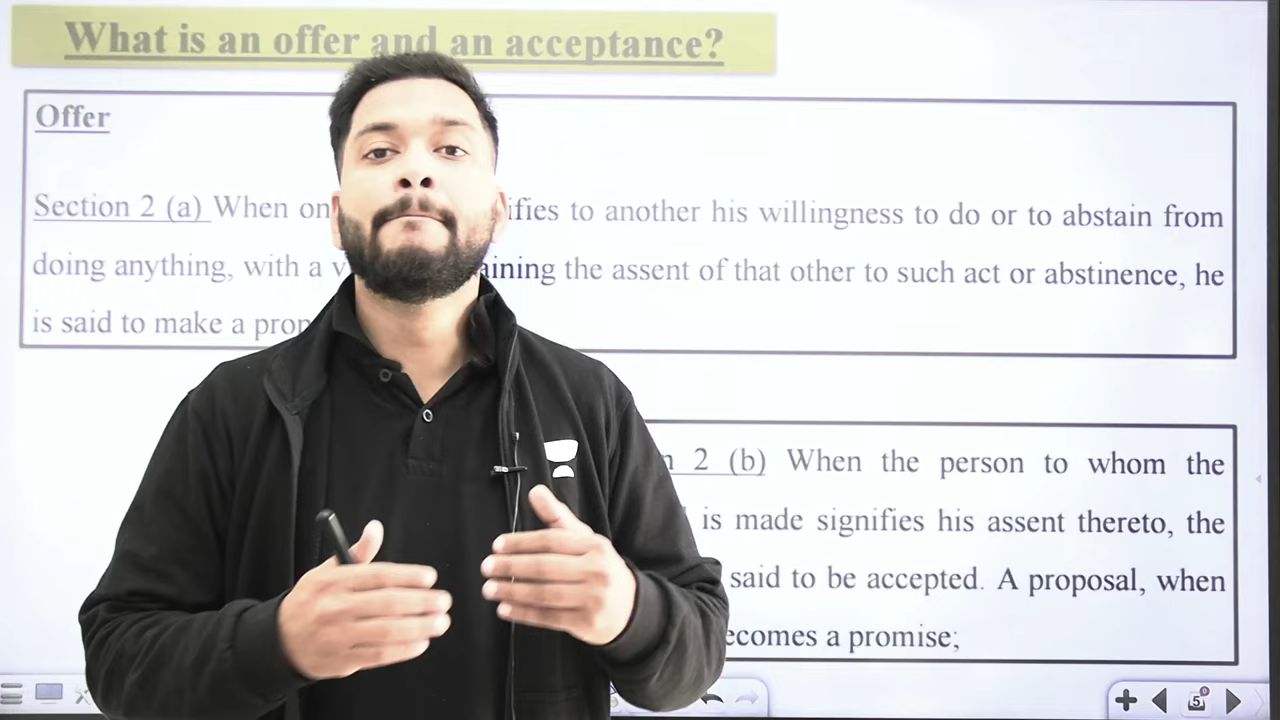 What is an offer and an acceptance?
Offer
Section 2 (a) When on ifies to another his willingness to do or to abstain from
doing anything, with a v aining the assent of that other to such act or abstinence, he
is said to make a prop
n 2 (b) When the person to whom the
is made signifies his assent thereto, the
said to be accepted. A proposal, when
ecomes a promise;
5